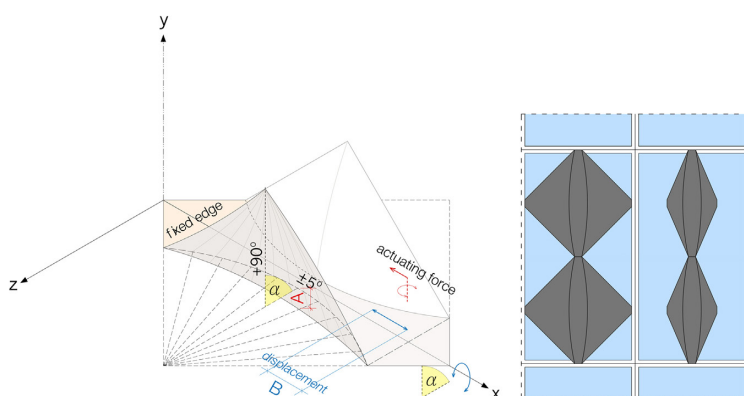 y
fixed edge
z
+90°
α
±5°
A
actuating force
displacement
B
α
x